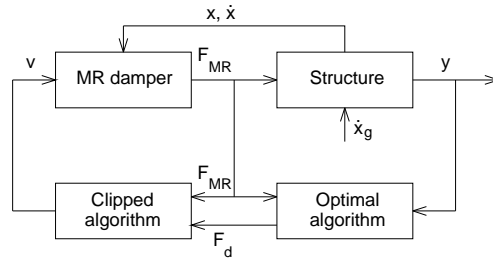 x, ẋ
v
F_MR
y
MR damper
Structure
ẋ_g
F_MR
Clipped
algorithm
Optimal
algorithm
F_d